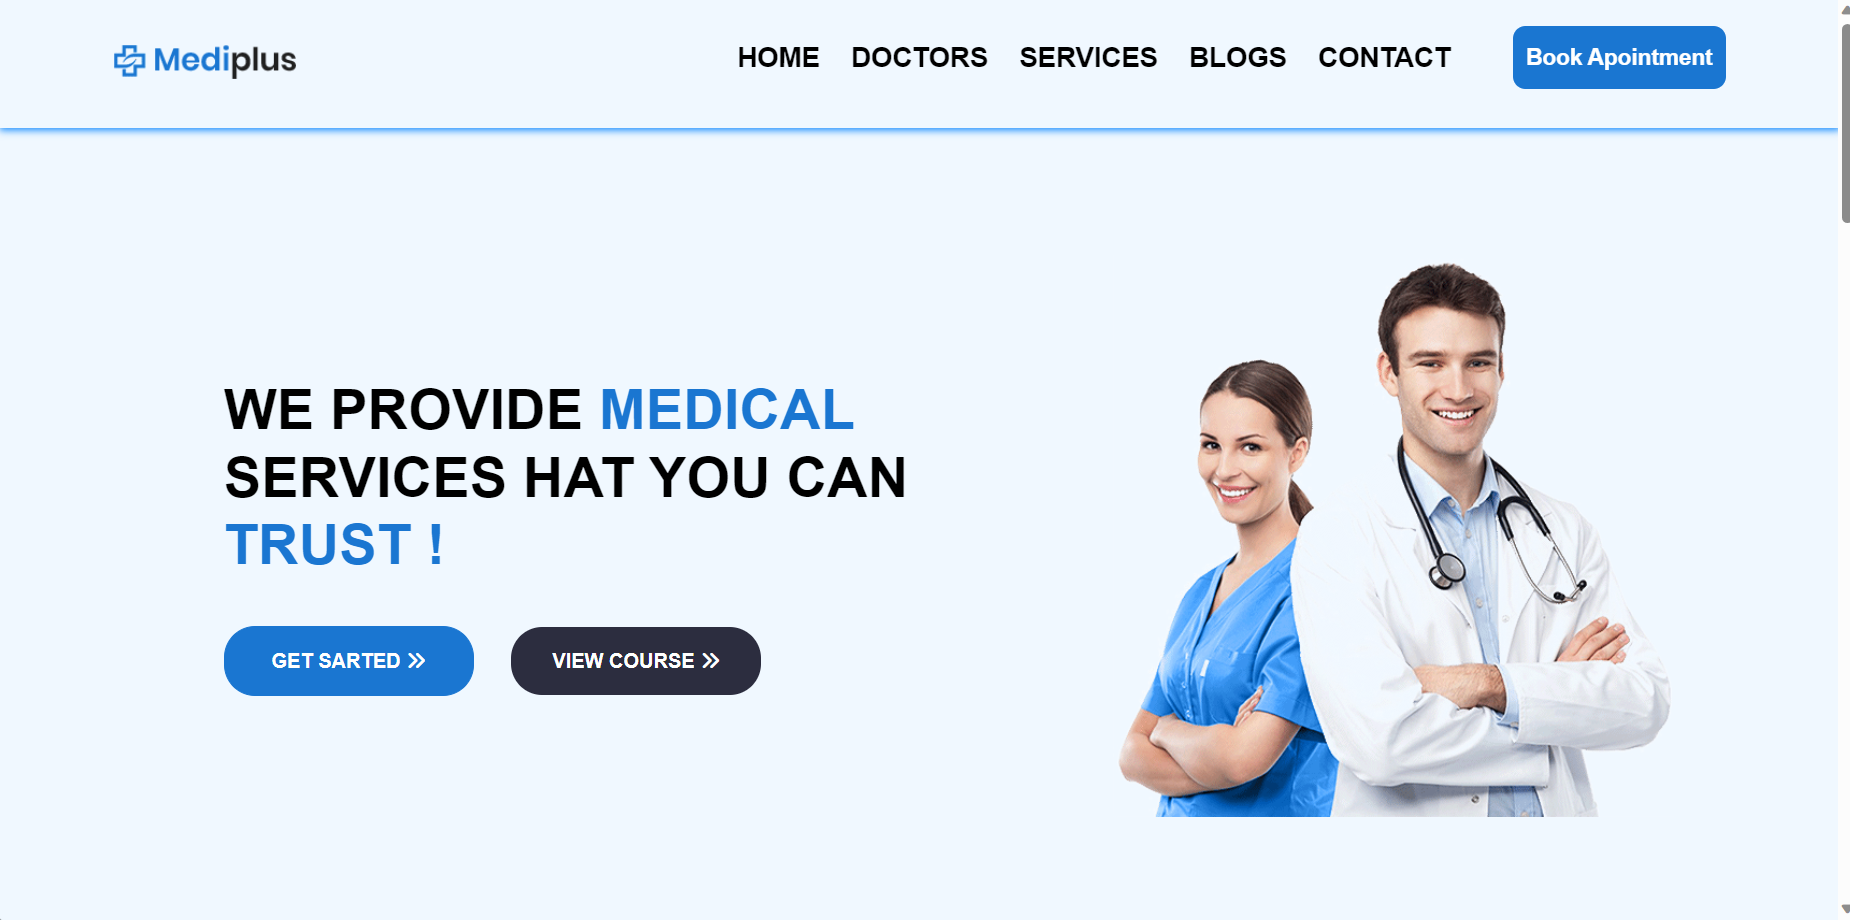 Mediplus
HOME DOCTORS SERVICES BLOGS CONTACT Book Apointment
WE PROVIDE MEDICAL
SERVICES HAT YOU CAN
TRUST !
GET SARTED VIEW COURSE